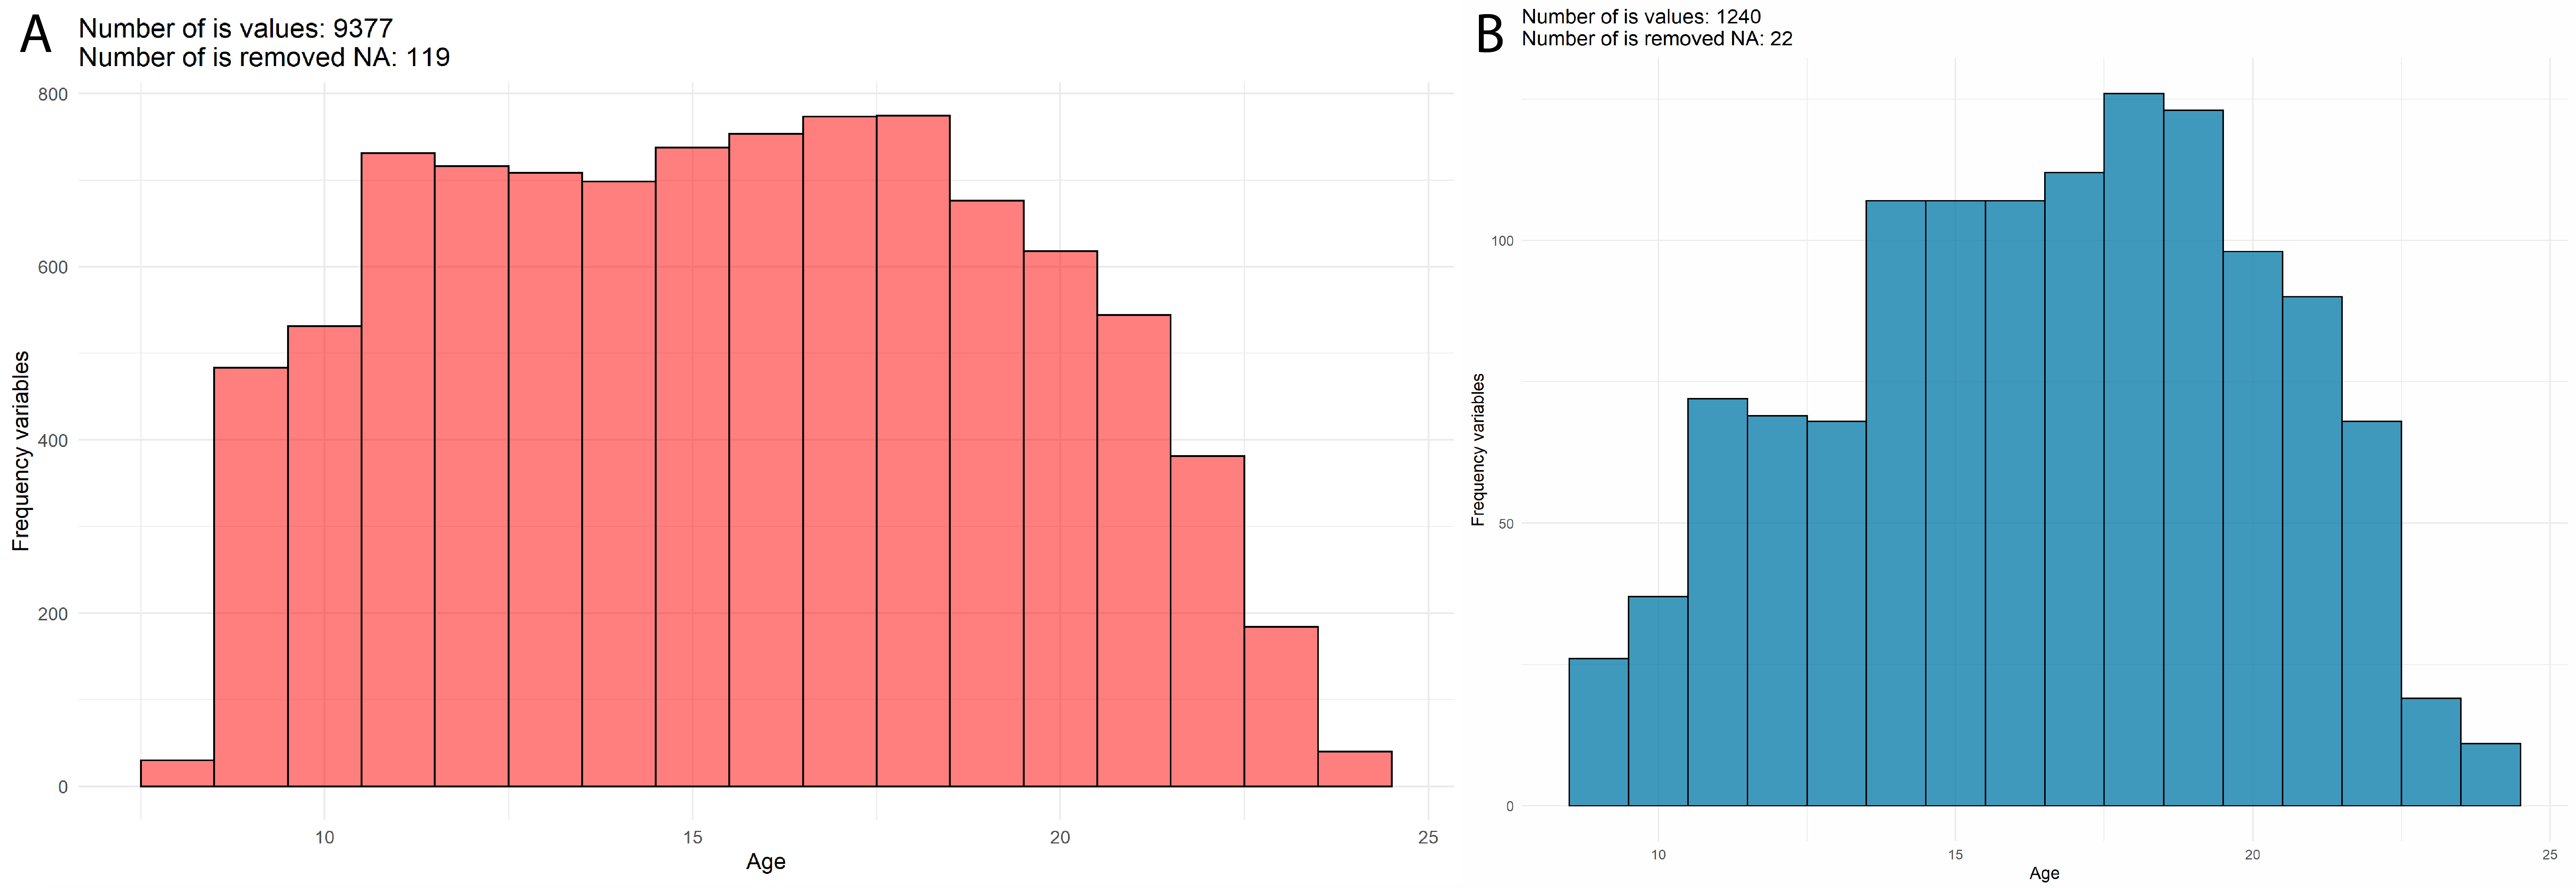 A
Number of is values: 9377
Number of is removed NA: 119
Frequency variables
800
600
400
200
0
10 15 20 25
Age
B
Number of is values: 1240
Number of is removed NA: 22
Frequency variables
100
50
0
10 15 20 25
Age